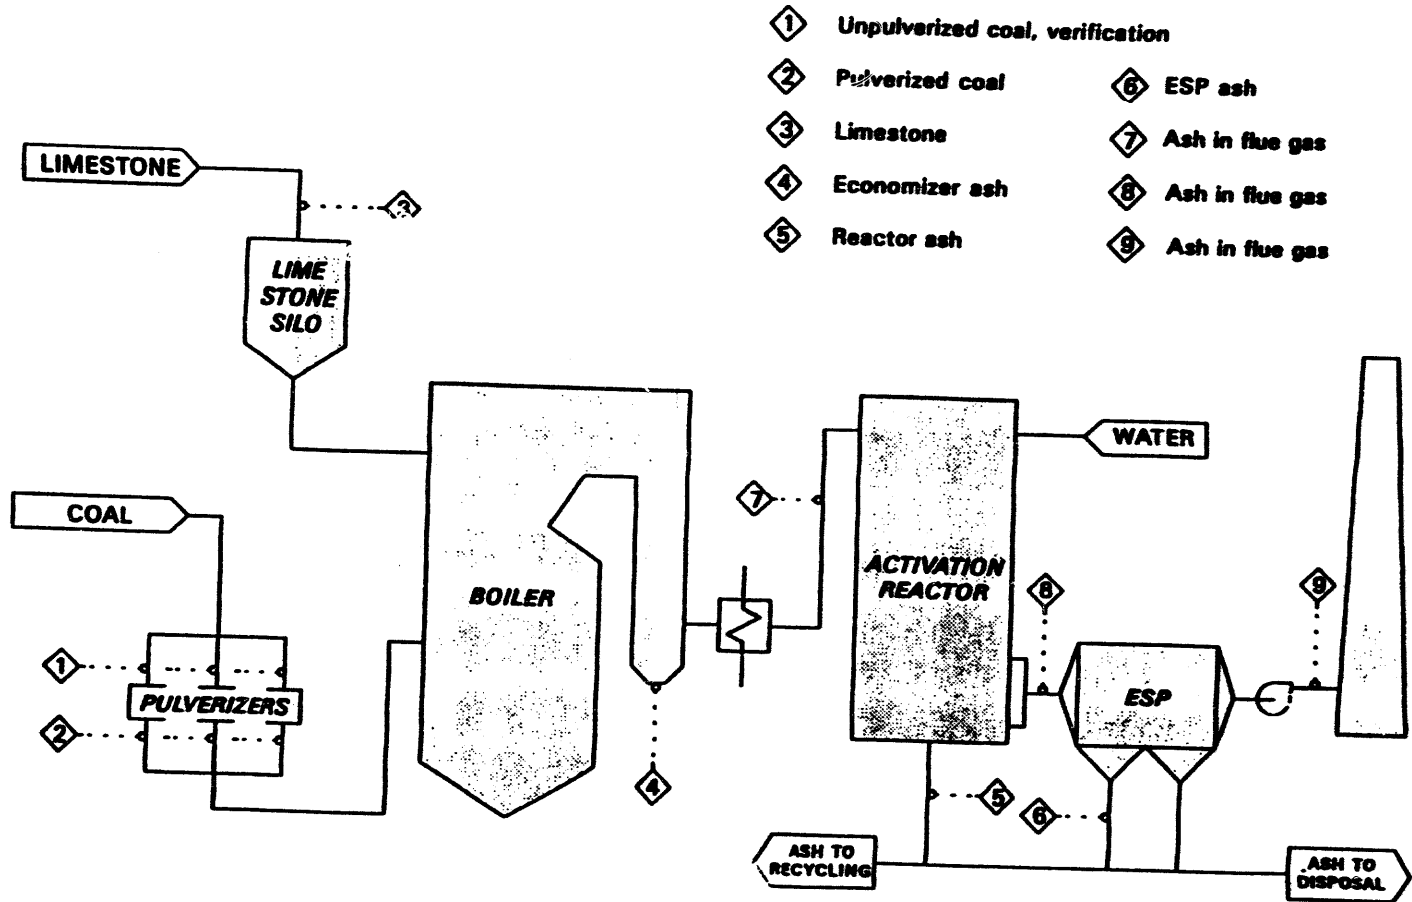 1 Unpulverized coal, verification
2 Pulverized coal
6 ESP ash
3 Limestone
7 Ash in flue gas
4 Economizer ash
8 Ash in flue gas
5 Reactor ash
9 Ash in flue gas
LIMESTONE
3
LIME
STONE
SILO
WATER
7
COAL
ACTIVATION
REACTOR
BOILER
8
9
1
PULVERIZERS
2
ESP
4
5
6
ASH TO
RECYCLING
ASH TO
DISPOSAL